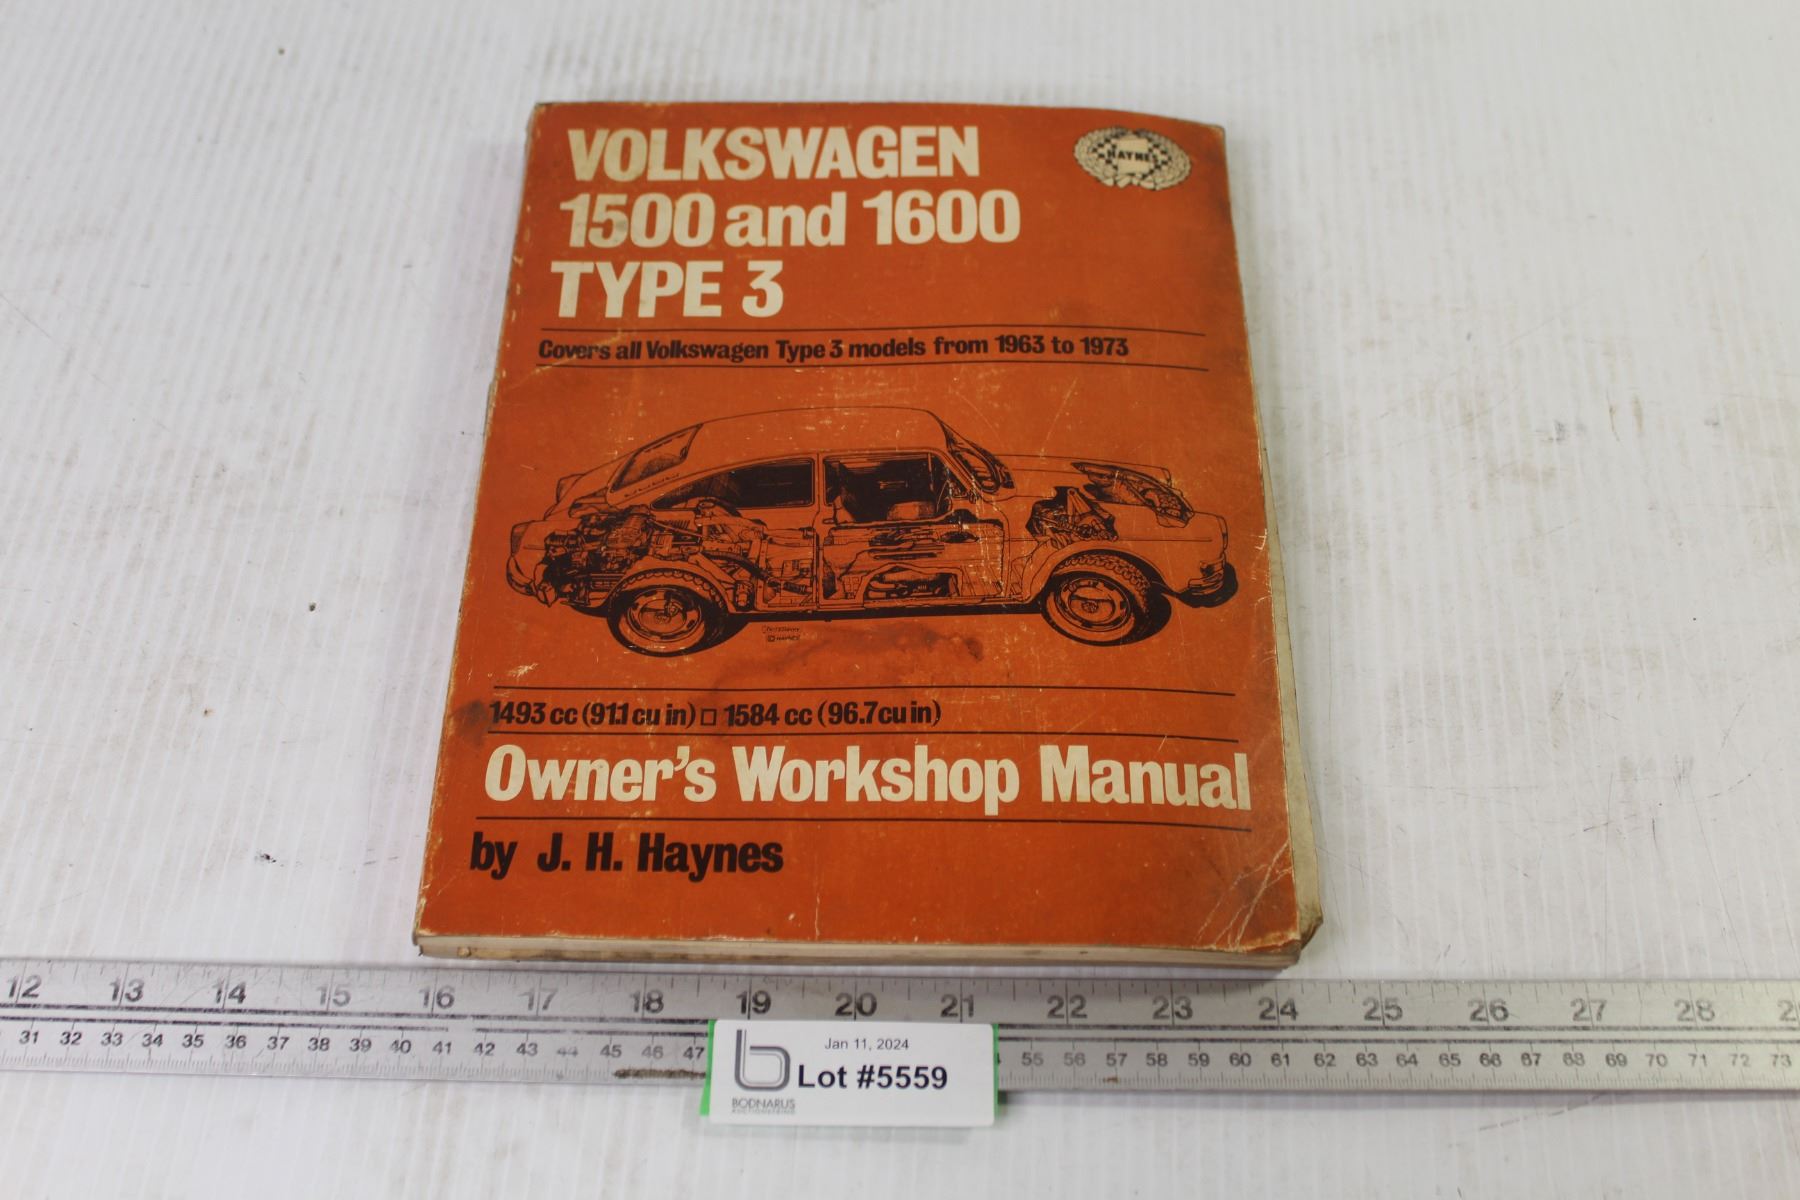 VOLKSWAGEN
HAYNES
1500 and 1600
TYPE 3
Covers all Volkswagen Type 3 models from 1963 to 1973
© HAYNES
1493 cc (91.1 cu in) □ 1584 cc (96.7 cu in)
Owner's Workshop Manual
by J. H. Haynes
12 13 14 15 16 17 18 19 20 21 22 23 24 25 26 27 28
31 32 33 34 35 36 37 38 39 40 41 42 43 44 45 46 47 55 56 57 58 59 60 61 62 63 64 65 66 67 68 69 70 71 72 73
Jan 11, 2024
Lot #5559
BODNARUS
AUCTIONEERING